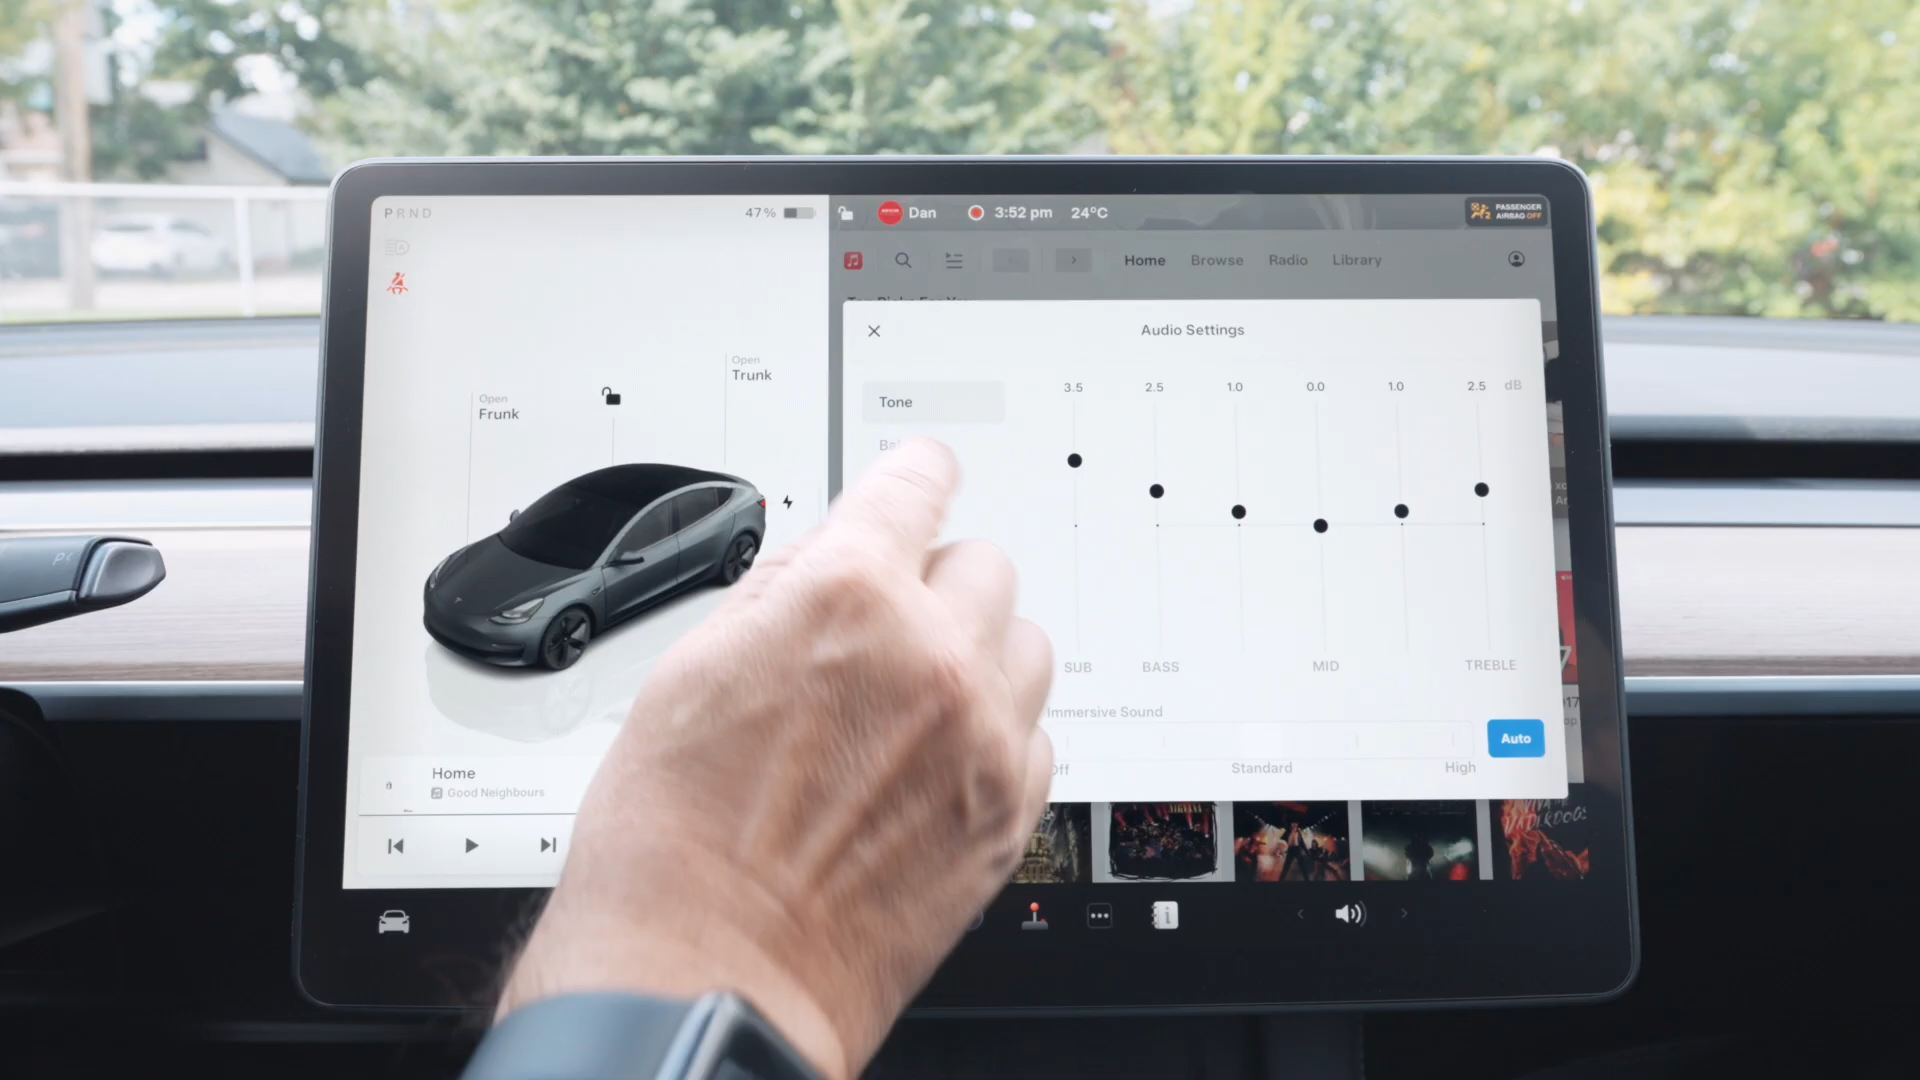 PRND
47%
Dan
3:52 pm
24°C
PASSENGER
AIRBAG OFF
Home
Browse
Radio
Library
Open
Trunk
Open
Frunk
Audio Settings
Tone
3.5
2.5
1.0
0.0
1.0
2.5
dB
SUB
BASS
MID
TREBLE
Immersive Sound
Standard
High
Auto
Home
Good Neighbours